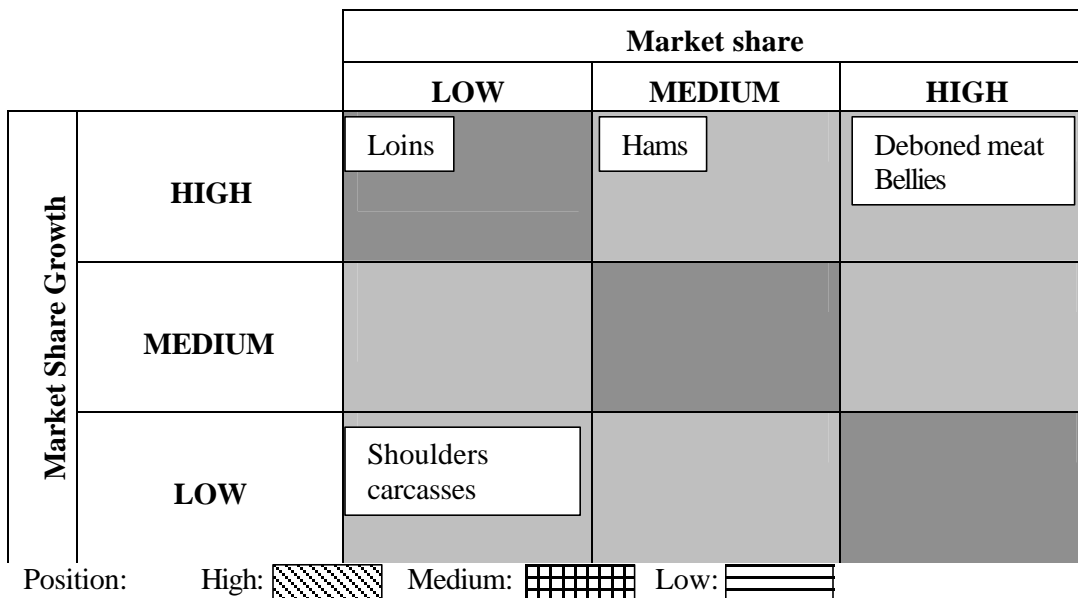 Market share
LOW MEDIUM HIGH
Market Share Growth
HIGH
Loins
Hams
Deboned meat
Bellies
MEDIUM
LOW
Shoulders
carcasses
Position: High: Medium: Low: